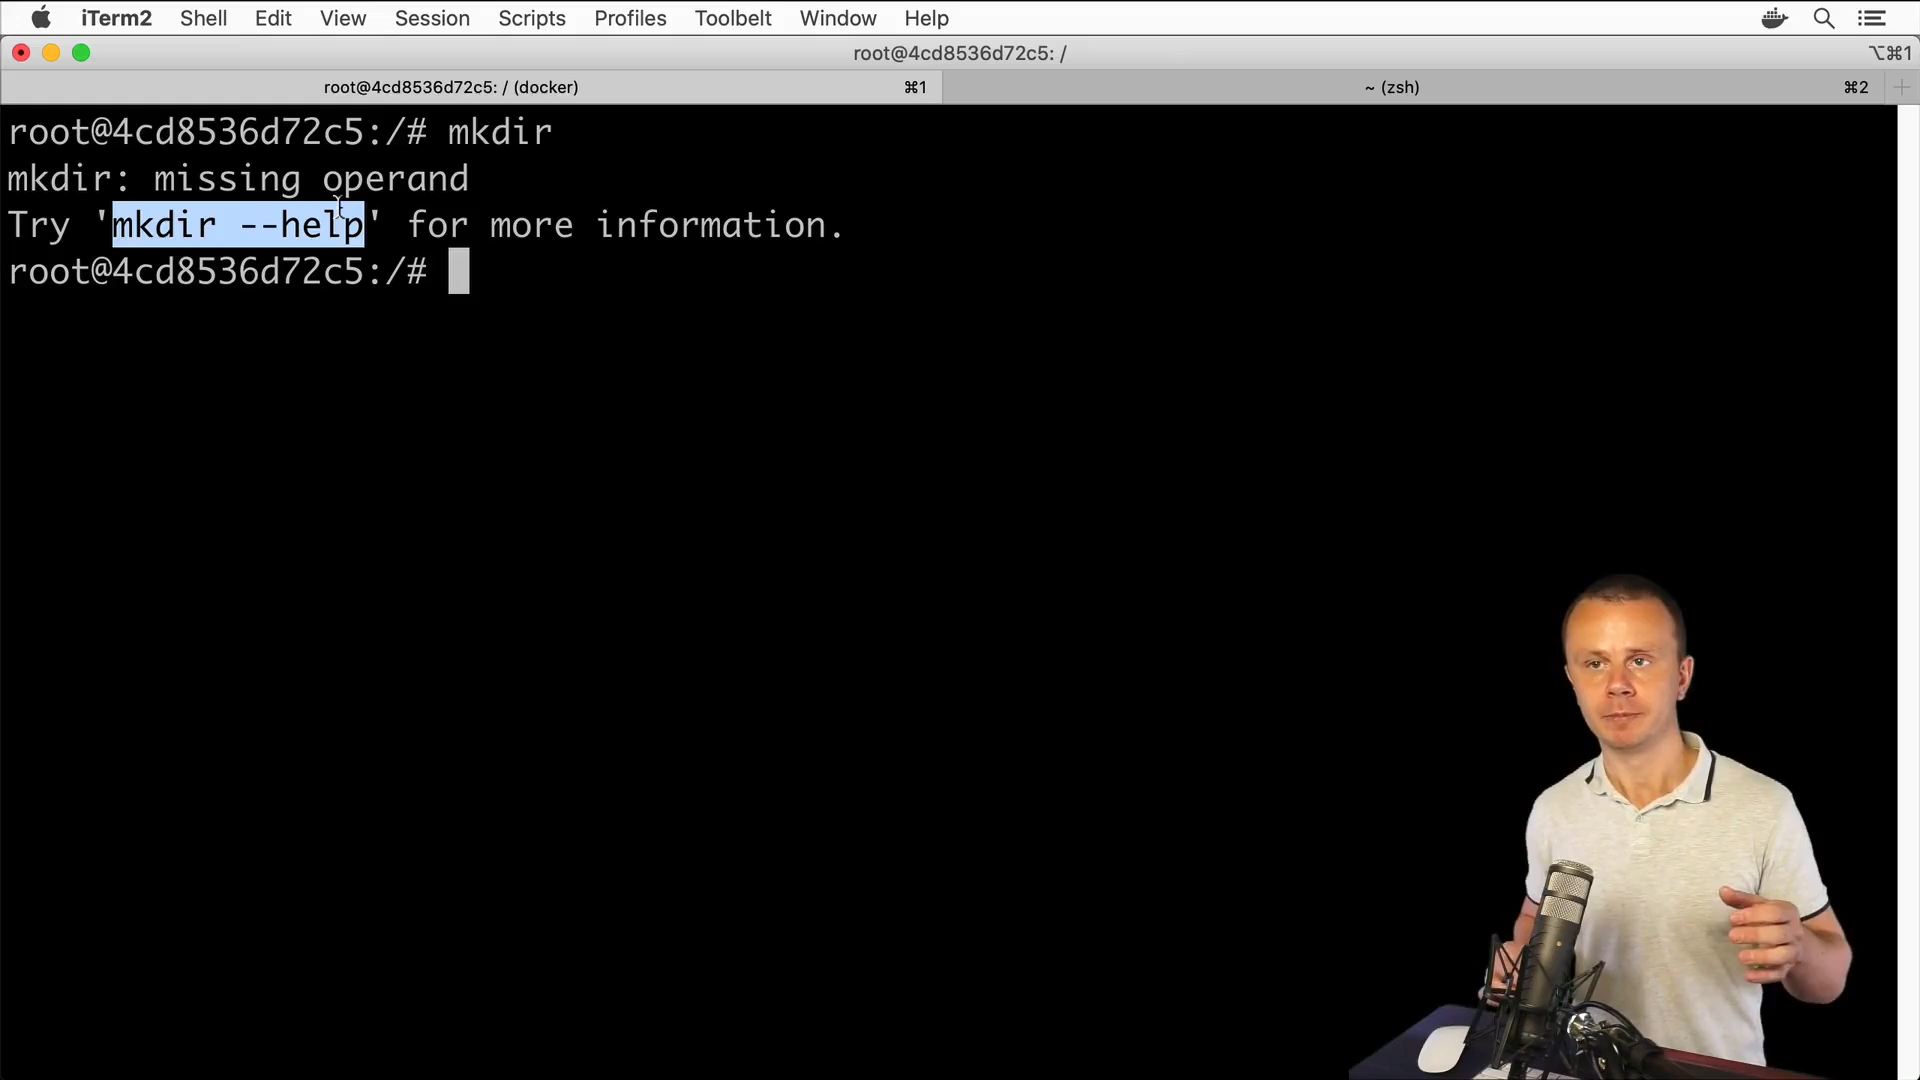 iTerm2 Shell Edit View Session Scripts Profiles Toolbelt Window Help
root@4cd8536d72c5: / ⌥⌘1
root@4cd8536d72c5: / (docker) ⌘1 ~ (zsh) ⌘2
root@4cd8536d72c5:/# mkdir
mkdir: missing operand
Try 'mkdir --help' for more information.
root@4cd8536d72c5:/#